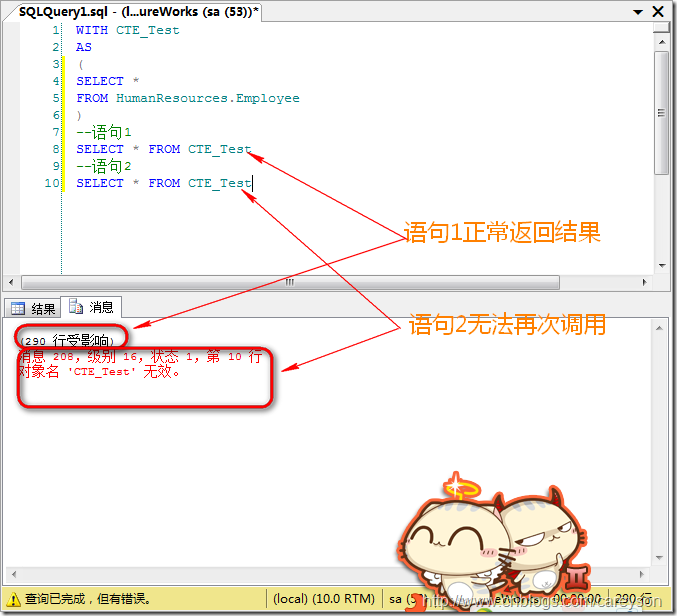 SQLQuery1.sql - (l...ureWorks (sa (53))*
1 WITH CTE_Test
2 AS
3 (
4 SELECT *
5 FROM HumanResources.Employee
6 )
7 --语句1
8 SELECT * FROM CTE_Test
9 --语句2
10 SELECT * FROM CTE_Test
语句1正常返回结果
结果 消息
语句2无法再次调用
(290 行受影响)
消息 208，级别 16，状态 1，第 10 行
对象名 'CTE_Test' 无效。
查询已完成，但有错误。 (local) (10.0 RTM) sa (5 00:00:00 290 行
http://www.cnblogs.com/careyson